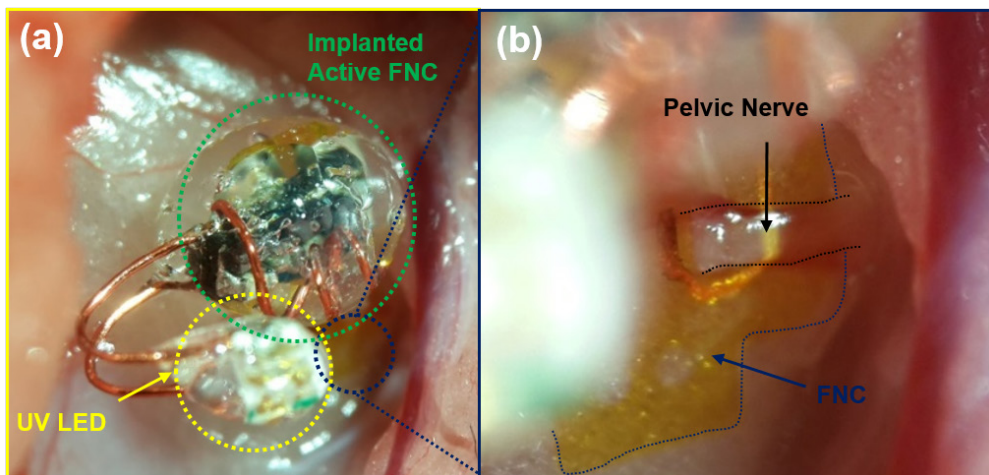 (a)
Implanted
Active FNC
UV LED
(b)
Pelvic Nerve
FNC